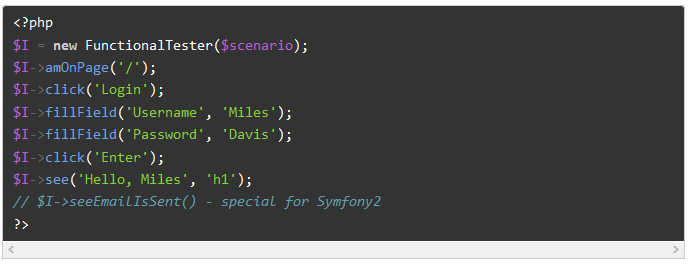 <?php
$I = new FunctionalTester($scenario);
$I->amOnPage('/');
$I->click('Login');
$I->fillField('Username', 'Miles');
$I->fillField('Password', 'Davis');
$I->click('Enter');
$I->see('Hello, Miles', 'h1');
// $I->seeEmailIsSent() - special for Symfony2
?>